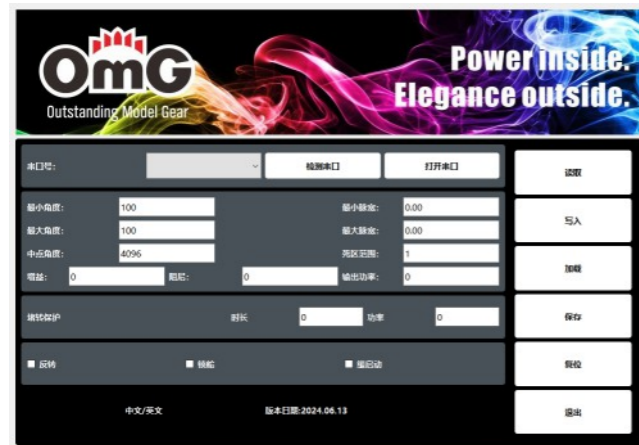 OmG
Outstanding Model Gear
Power inside.
Elegance outside.
串口号: 检测串口 打开串口
读取
最小角度: 100 最小脉宽: 0.00
写入
最大角度: 100 最大脉宽: 0.00
中点角度: 4096 死区范围: 1
加载
增益: 0 阻尼: 0 输出功率: 0
堵转保护 时长 0 功率 0
保存
反转 锁舵 缓启动
复位
中文/英文 版本日期:2024.06.13
退出